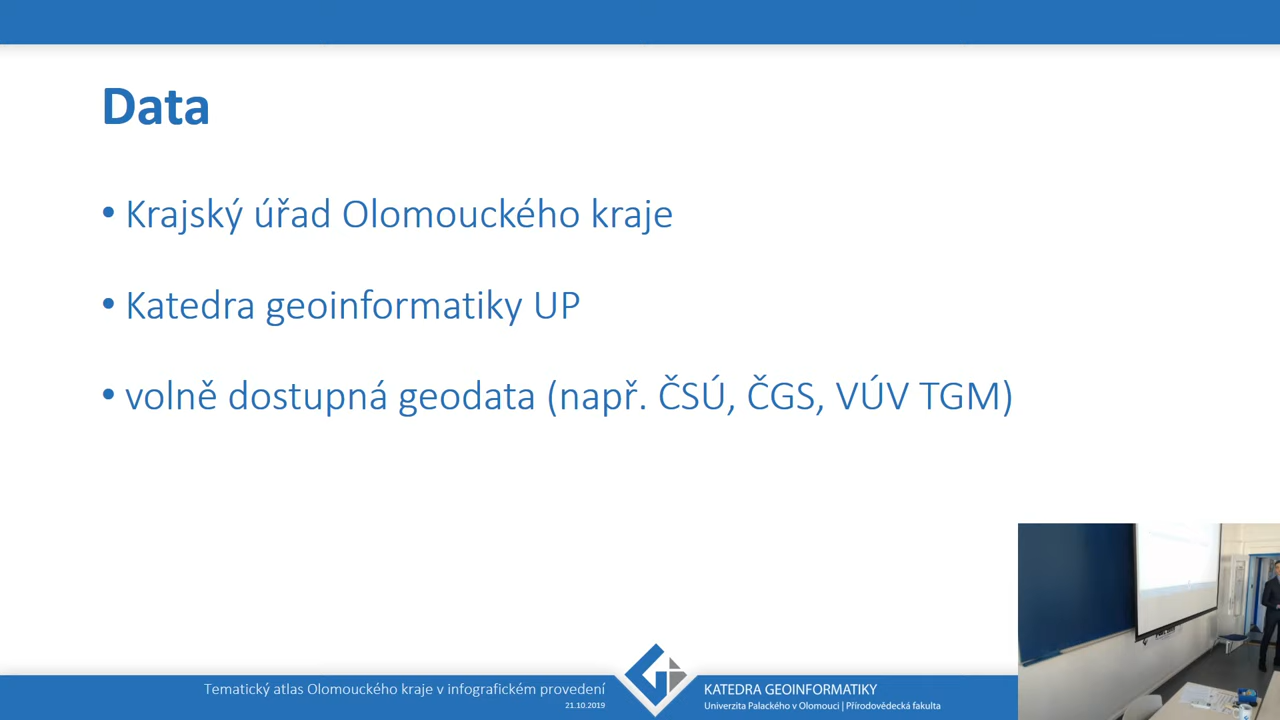 Data
• Krajský úřad Olomouckého kraje
• Katedra geoinformatiky UP
• volně dostupná geodata (např. ČSÚ, ČGS, VÚV TGM)
Tematický atlas Olomouckého kraje v infografickém provedení
21.10.2019
KATEDRA GEOINFORMATIKY
Univerzita Palackého v Olomouci | Přírodovědecká fakulta